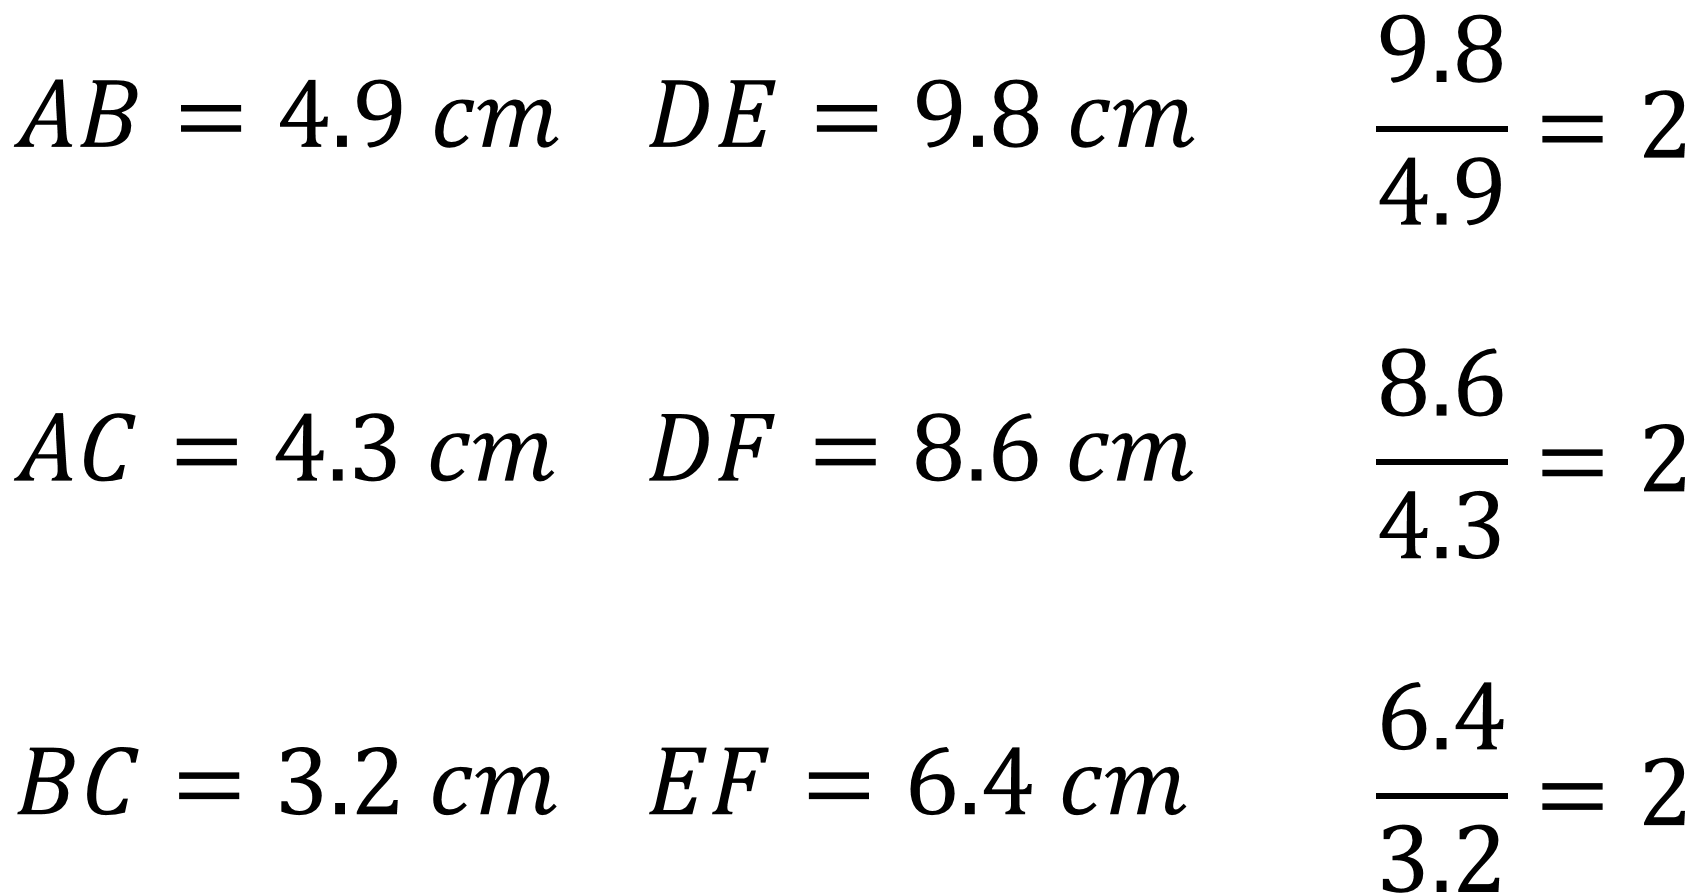 AB = 4.9 cm DE = 9.8 cm 9.8/4.9 = 2
AC = 4.3 cm DF = 8.6 cm 8.6/4.3 = 2
BC = 3.2 cm EF = 6.4 cm 6.4/3.2 = 2